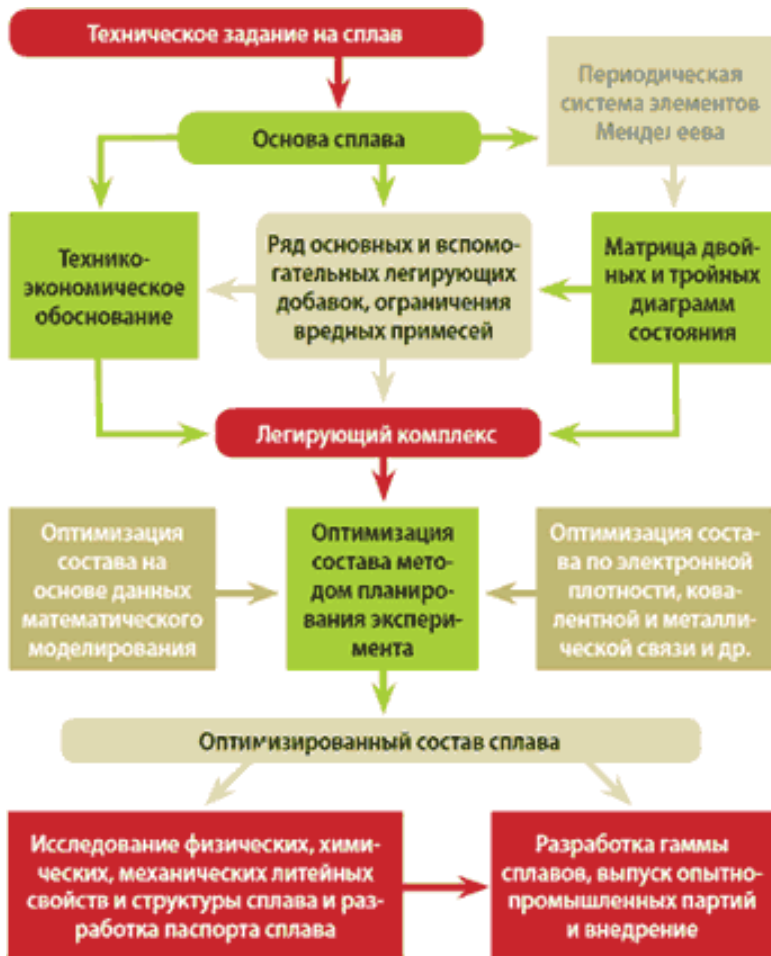 Техническое задание на сплав
Периодическая
система элементов
Менделеева
Основа сплава
Технико-
экономическое
обоснование
Ряд основных и вспомо-
гательных легирующих
добавок, ограничения
вредных примесей
Матрица двой-
ных и тройных
диаграмм
состояния
Легирующий комплекс
Оптимизация
состава на
основе данных
математического
моделирования
Оптимизация
состава мето-
дом планиро-
вания экспери-
мента
Оптимизация соста-
ва по электронной
плотности, кова-
лентной и металли-
ческой связи и др.
Оптимизированный состав сплава
Исследование физических, хими-
ческих, механических литейных
свойств и структуры сплава и раз-
работка паспорта сплава
Разработка гаммы
сплавов, выпуск опытно-
промышленных партий
и внедрение